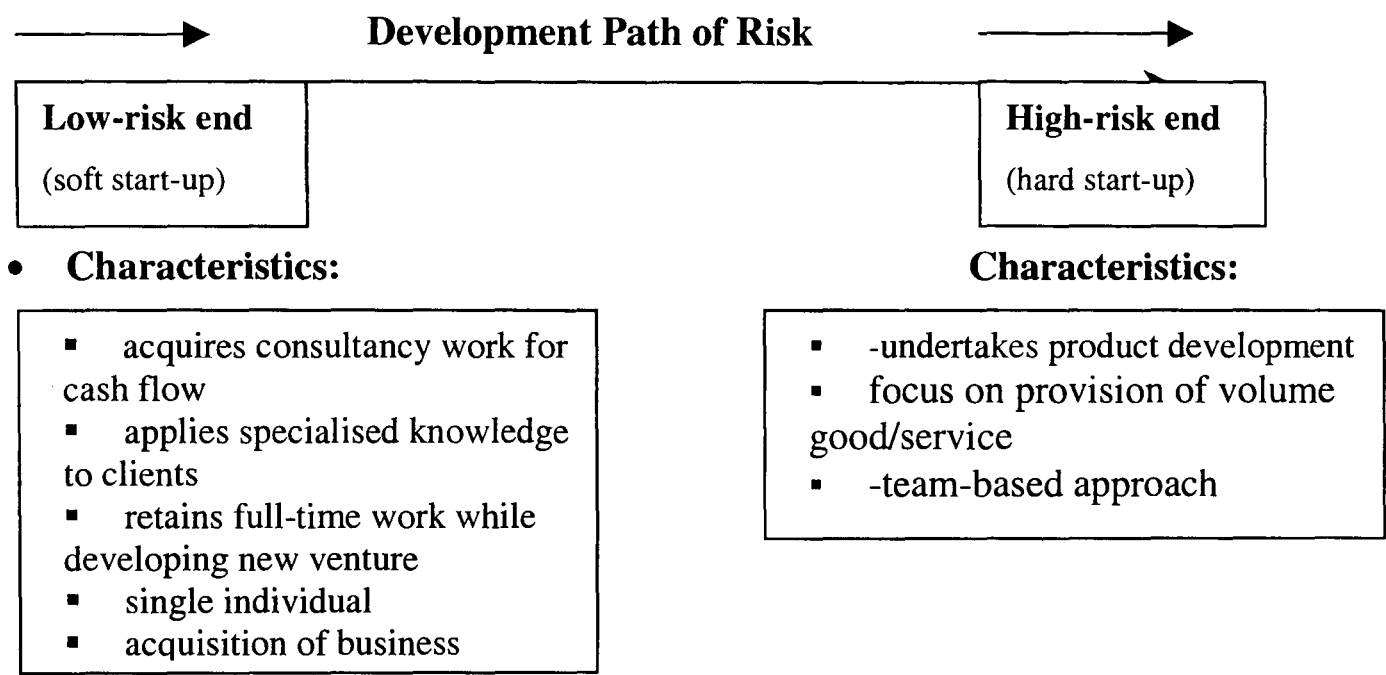 Development Path of Risk
Low-risk end
(soft start-up)
High-risk end
(hard start-up)
• Characteristics:
▪ acquires consultancy work for
cash flow
▪ applies specialised knowledge
to clients
▪ retains full-time work while
developing new venture
▪ single individual
▪ acquisition of business
Characteristics:
▪ -undertakes product development
▪ focus on provision of volume
good/service
▪ -team-based approach